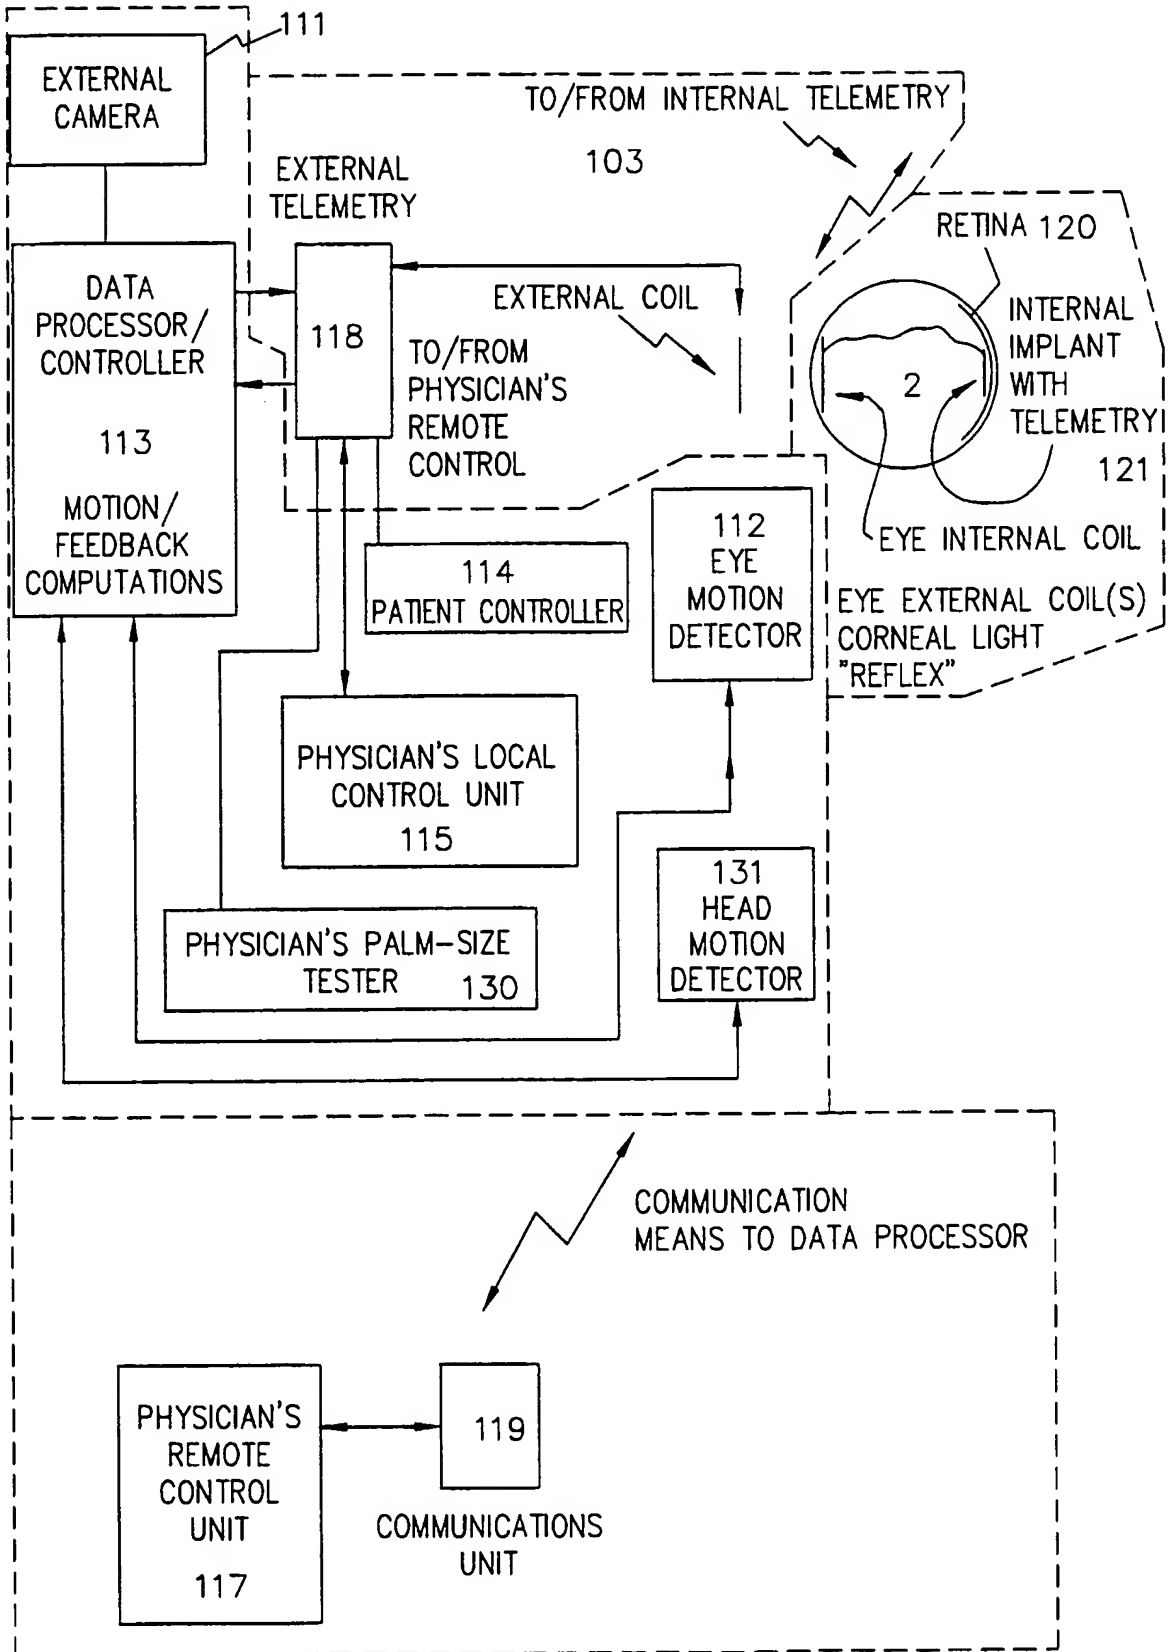 111
EXTERNAL
CAMERA
TO/FROM INTERNAL TELEMETRY
103
EXTERNAL
TELEMETRY
RETINA 120
DATA
PROCESSOR/
CONTROLLER
113
MOTION/
FEEDBACK
COMPUTATIONS
118
EXTERNAL COIL
TO/FROM
PHYSICIAN'S
REMOTE
CONTROL
2
INTERNAL
IMPLANT
WITH
TELEMETRY
121
EYE INTERNAL COIL
EYE EXTERNAL COIL(S)
CORNEAL LIGHT
"REFLEX"
112
EYE
MOTION
DETECTOR
114
PATIENT CONTROLLER
PHYSICIAN'S LOCAL
CONTROL UNIT
115
131
HEAD
MOTION
DETECTOR
PHYSICIAN'S PALM-SIZE
TESTER 130
COMMUNICATION
MEANS TO DATA PROCESSOR
PHYSICIAN'S
REMOTE
CONTROL
UNIT
117
119
COMMUNICATIONS
UNIT